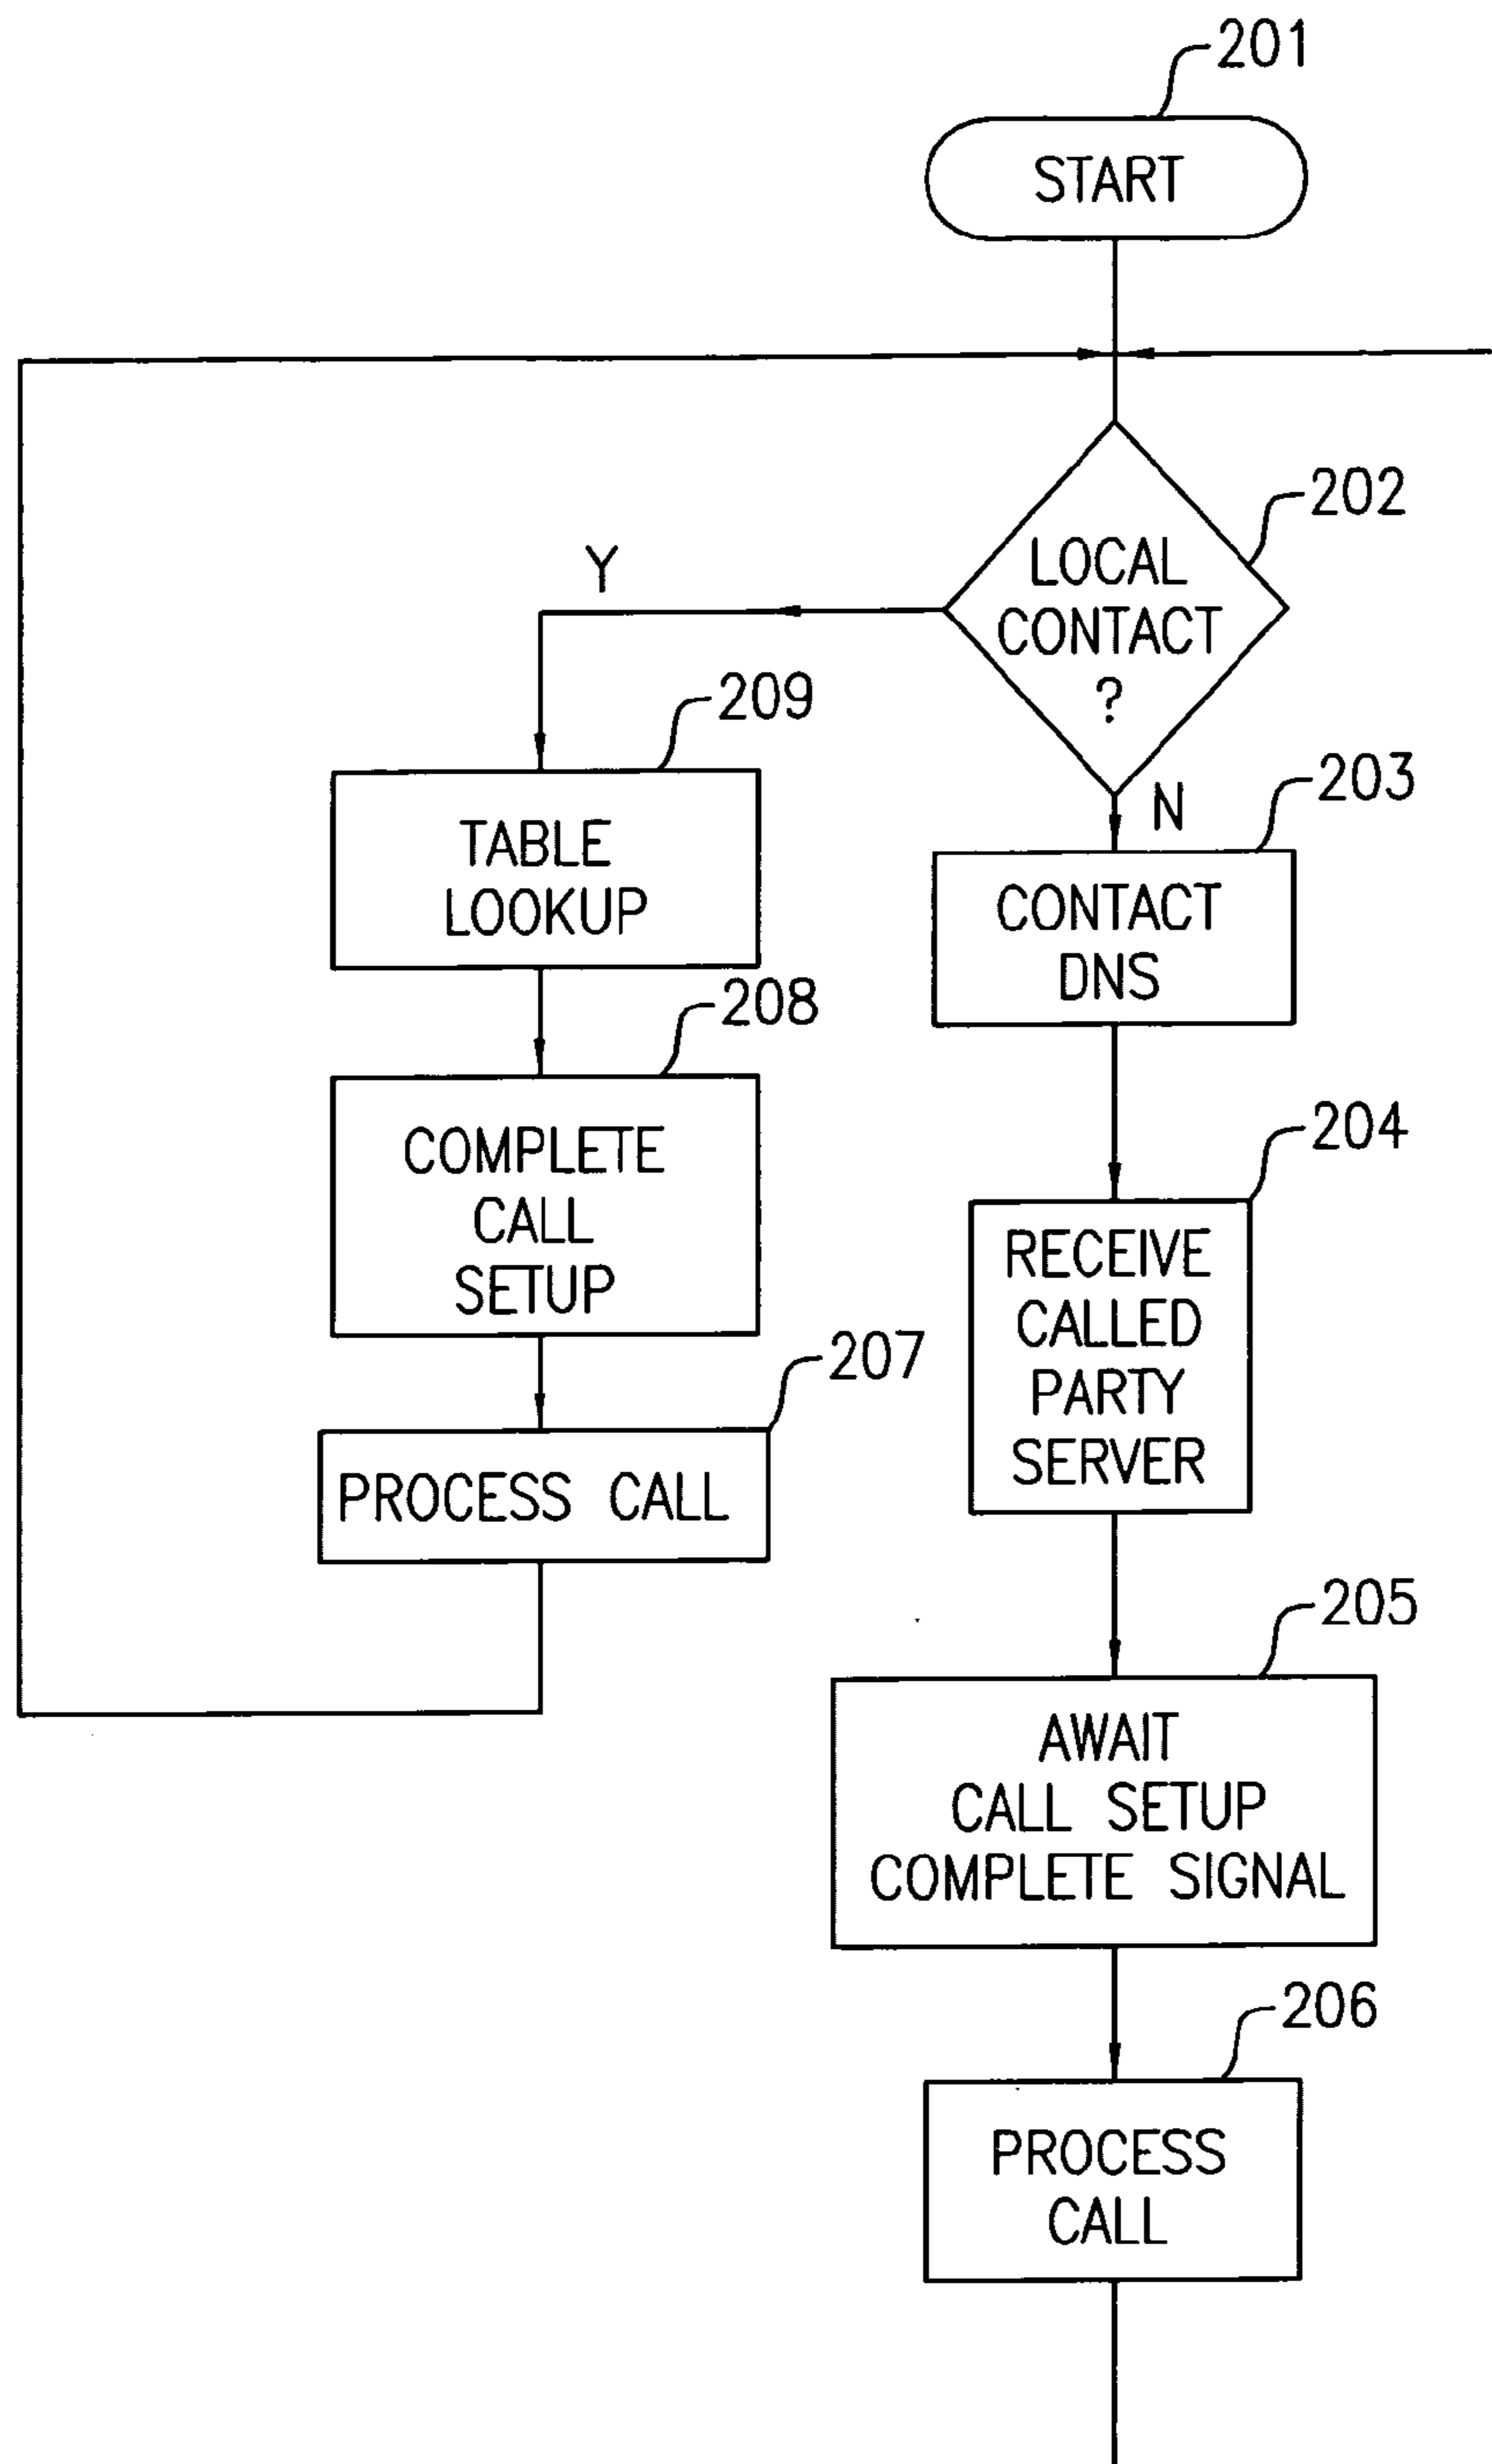 201
START
202
LOCAL
CONTACT
?
Y
N
209
TABLE
LOOKUP
203
CONTACT
DNS
208
COMPLETE
CALL
SETUP
204
RECEIVE
CALLED
PARTY
SERVER
207
PROCESS CALL
205
AWAIT
CALL SETUP
COMPLETE SIGNAL
206
PROCESS
CALL